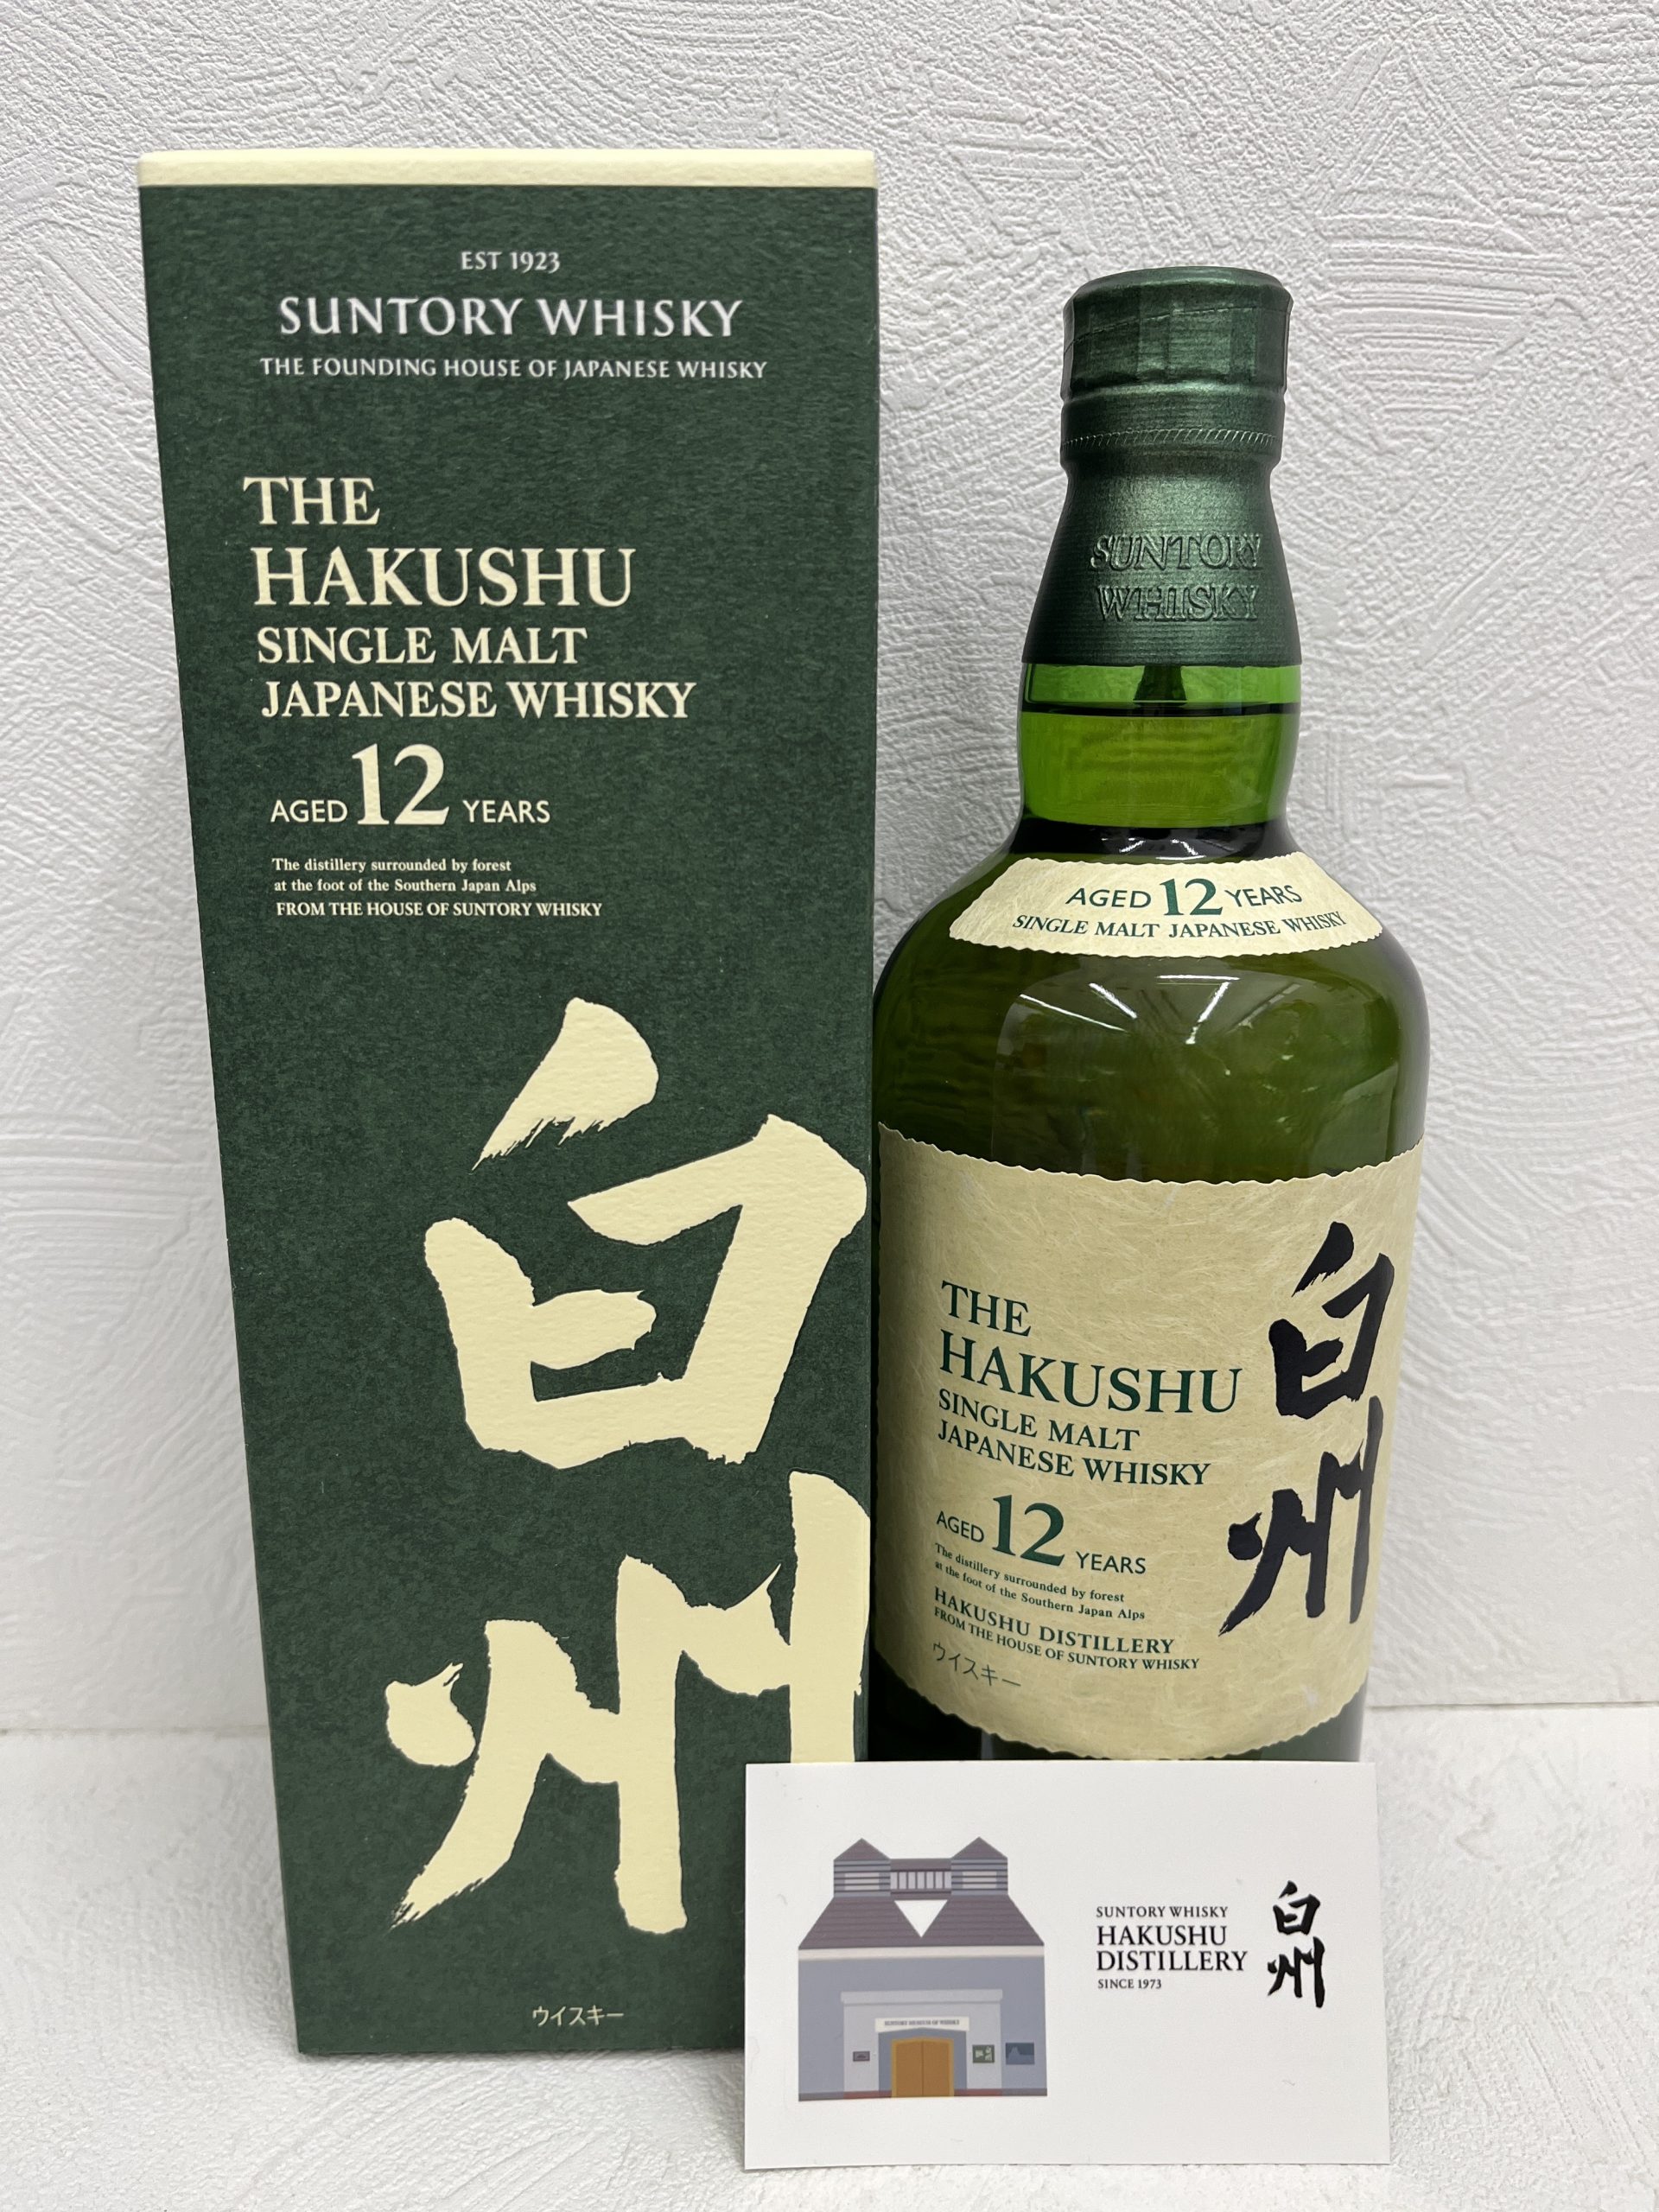 EST 1923
SUNTORY WHISKY
THE FOUNDING HOUSE OF JAPANESE WHISKY
THE
HAKUSHU
SINGLE MALT
JAPANESE WHISKY
AGED 12 YEARS
The distillery surrounded by forest
at the foot of the Southern Japan Alps
FROM THE HOUSE OF SUNTORY WHISKY
白州
ウイスキー
SUNTORY
WHISKY
AGED 12 YEARS
SINGLE MALT JAPANESE WHISKY
THE
HAKUSHU
SINGLE MALT
JAPANESE WHISKY
AGED 12 YEARS
The distillery surrounded by forest
at the foot of the Southern Japan Alps
HAKUSHU DISTILLERY
FROM THE HOUSE OF SUNTORY WHISKY
ウイスキー
白州
SUNTORY MUSEUM OF WHISKY
SUNTORY WHISKY
HAKUSHU
DISTILLERY
SINCE 1973
白州